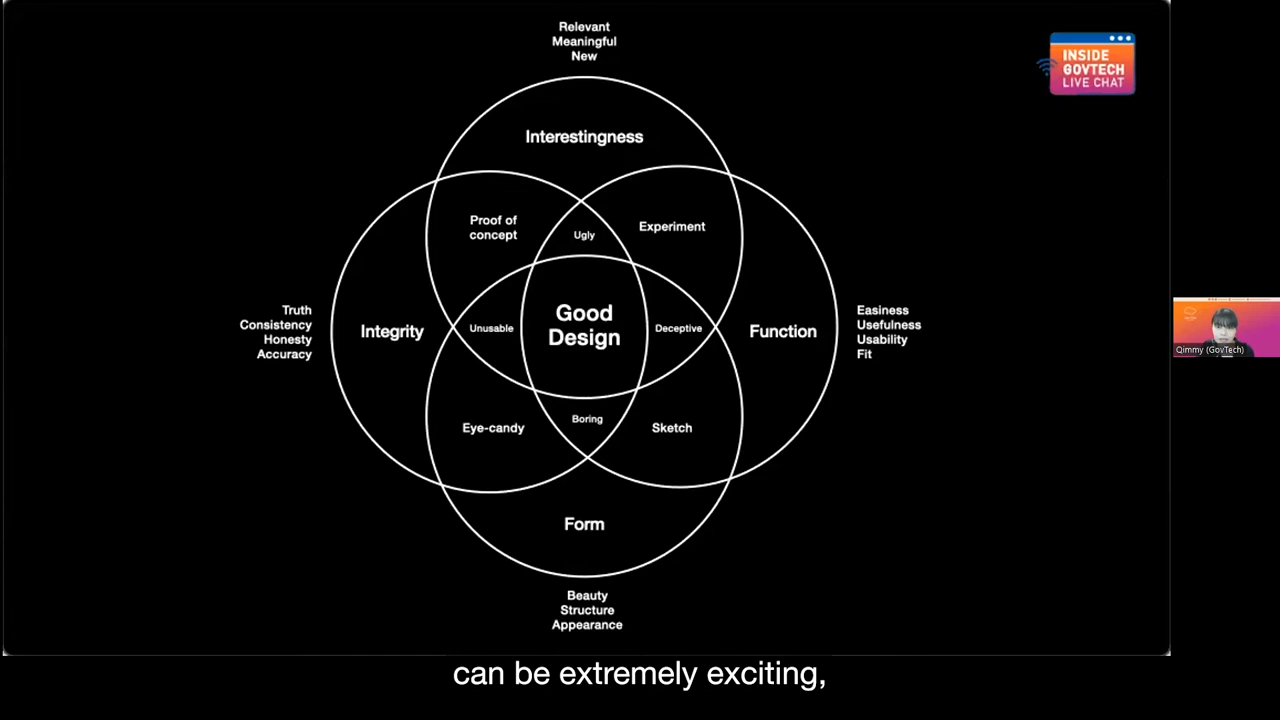 Relevant
Meaningful
New
INSIDE
GOVTECH
LIVE CHAT
Interestingness
Proof of
concept
Ugly
Experiment
Truth
Consistency
Honesty
Accuracy
Integrity
Unusable
Good
Design
Deceptive
Function
Easiness
Usefulness
Usability
Fit
Qimmy (GovTech)
Eye-candy
Boring
Sketch
Form
Beauty
Structure
Appearance
can be extremely exciting,